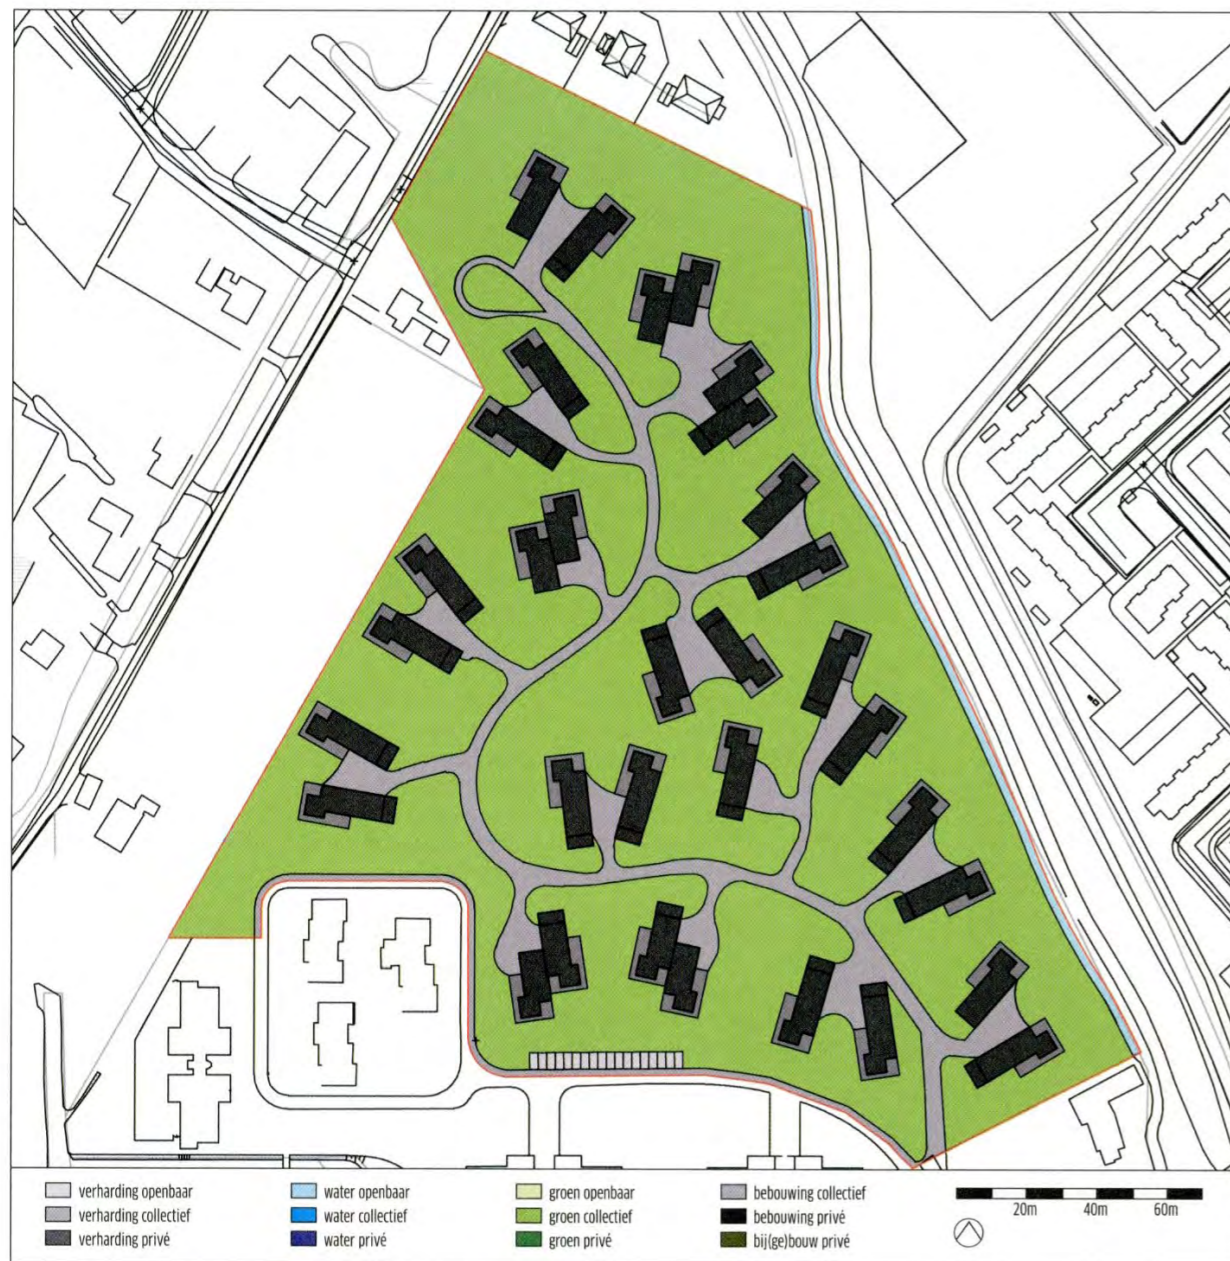 verharding openbaar
verharding collectief
verharding privé
water openbaar
water collectief
water privé
groen openbaar
groen collectief
groen privé
bebouwing collectief
bebouwing privé
bij(ge)bouw privé
20m 40m 60m